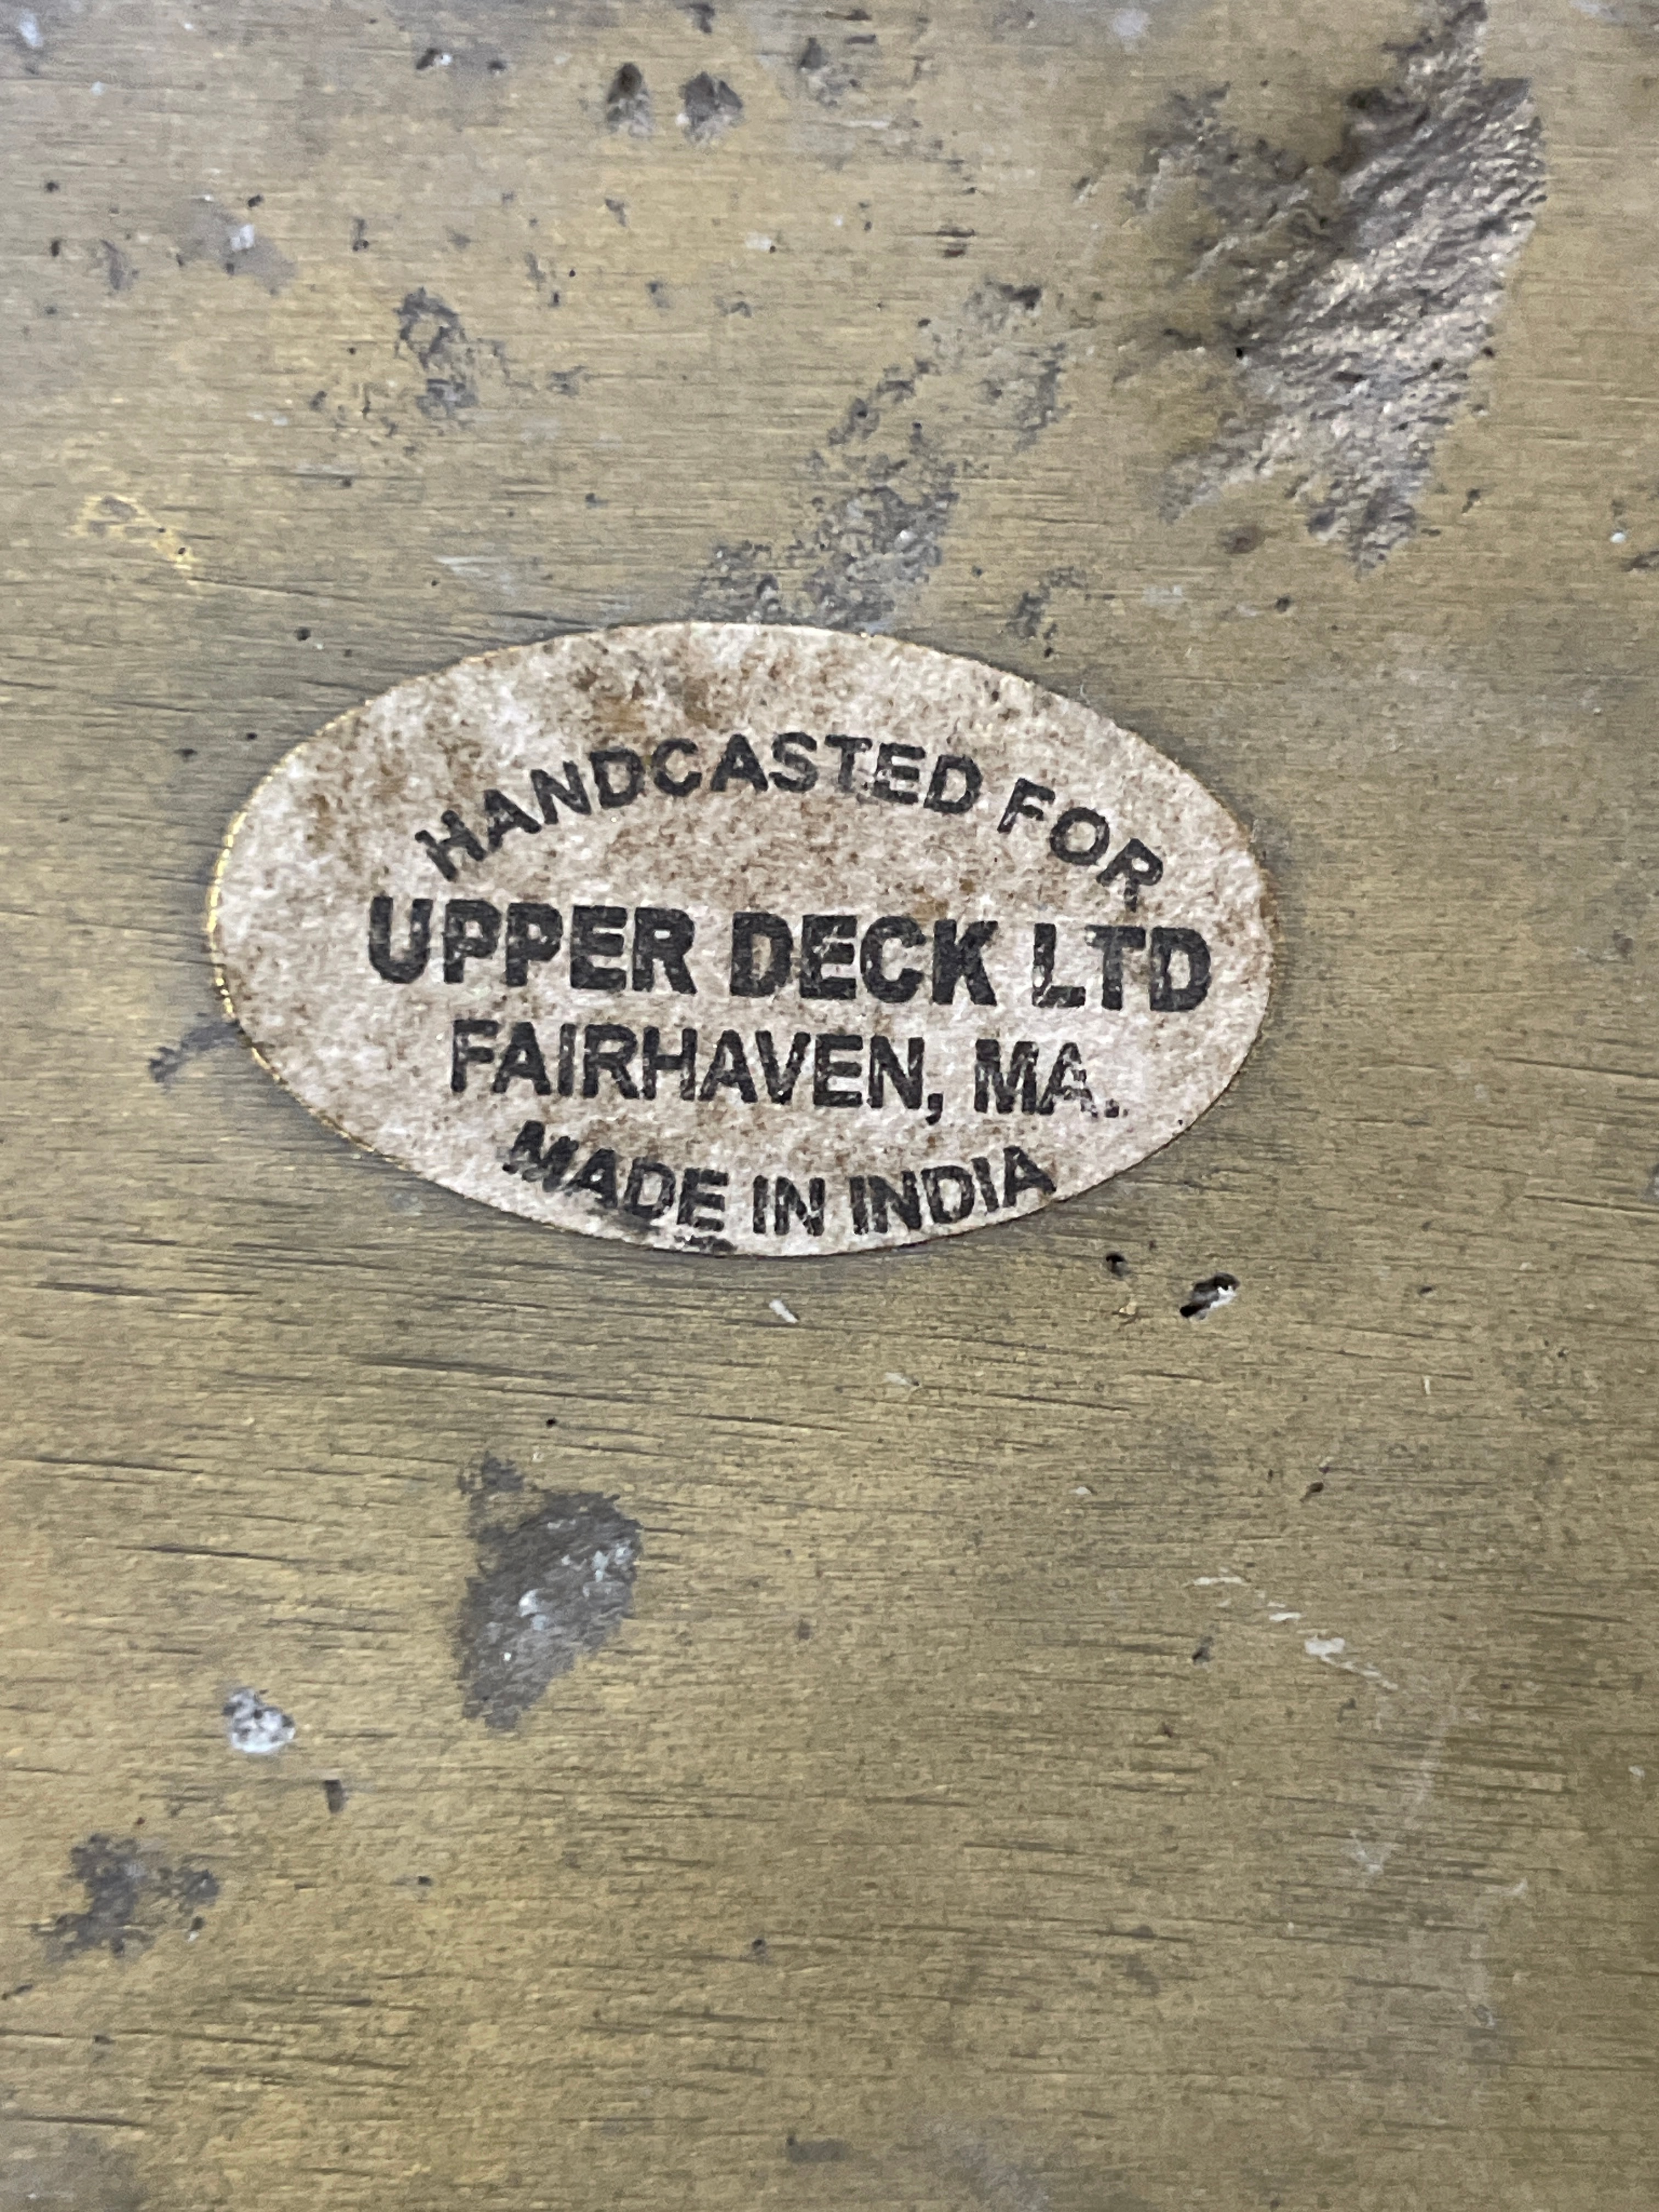 HANDCASTED FOR
UPPER DECK LTD
FAIRHAVEN, MA.
MADE IN INDIA